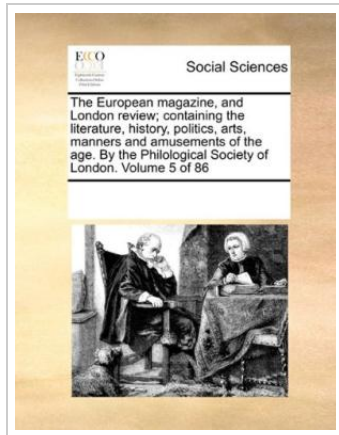 ECCO
Social Sciences
The European magazine, and
London review; containing the
literature, history, politics, arts,
manners and amusements of the
age. By the Philological Society of
London. Volume 5 of 86